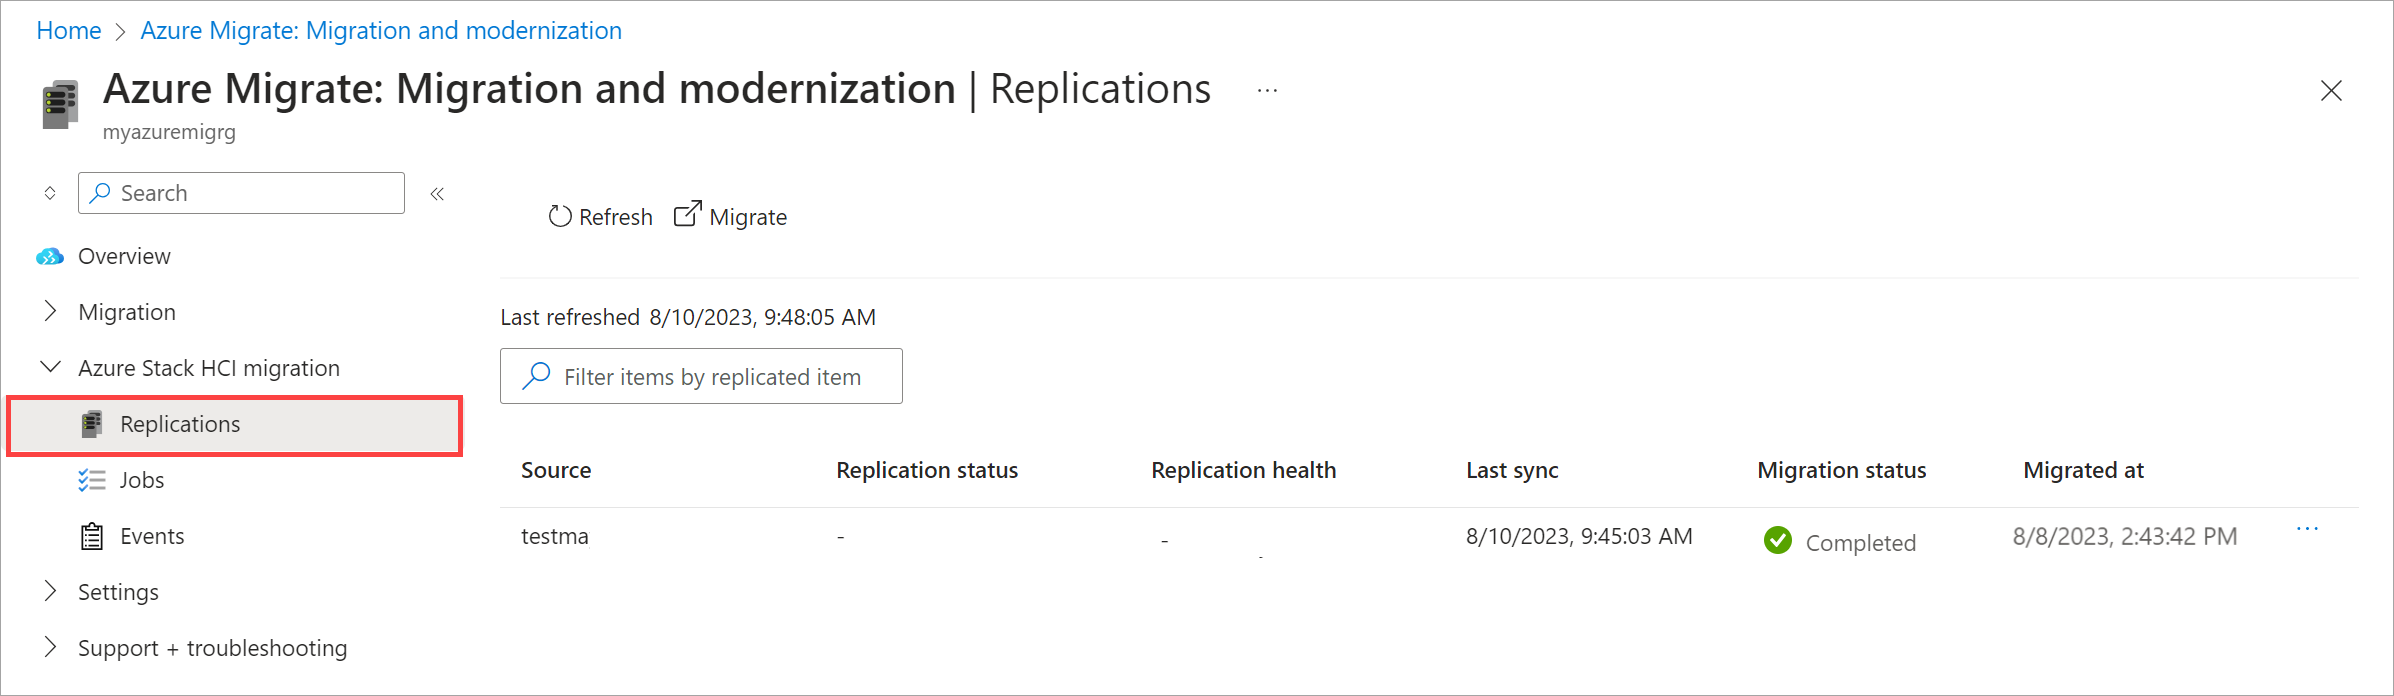 Home > Azure Migrate: Migration and modernization
Azure Migrate: Migration and modernization | Replications ...
myazuremigrg
Search
Overview
Migration
Azure Stack HCI migration
Replications
Jobs
Events
Settings
Support + troubleshooting
Refresh Migrate
Last refreshed 8/10/2023, 9:48:05 AM
Filter items by replicated item
Source Replication status Replication health Last sync Migration status Migrated at
testma - - 8/10/2023, 9:45:03 AM Completed 8/8/2023, 2:43:42 PM ...